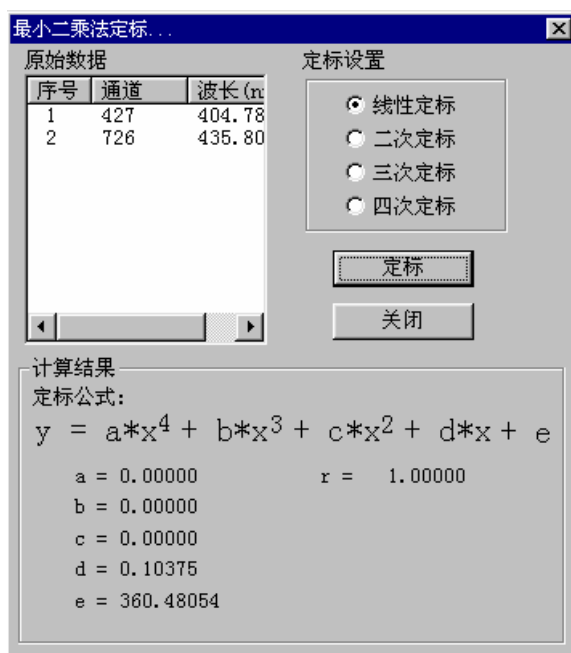 最小二乘法定标...
原始数据
序号 通道 波长(n
1 427 404.78
2 726 435.80
定标设置
线性定标
二次定标
三次定标
四次定标
定标
关闭
计算结果
定标公式:
y = a*x4 + b*x3 + c*x2 + d*x + e
a = 0.00000 r = 1.00000
b = 0.00000
c = 0.00000
d = 0.10375
e = 360.48054